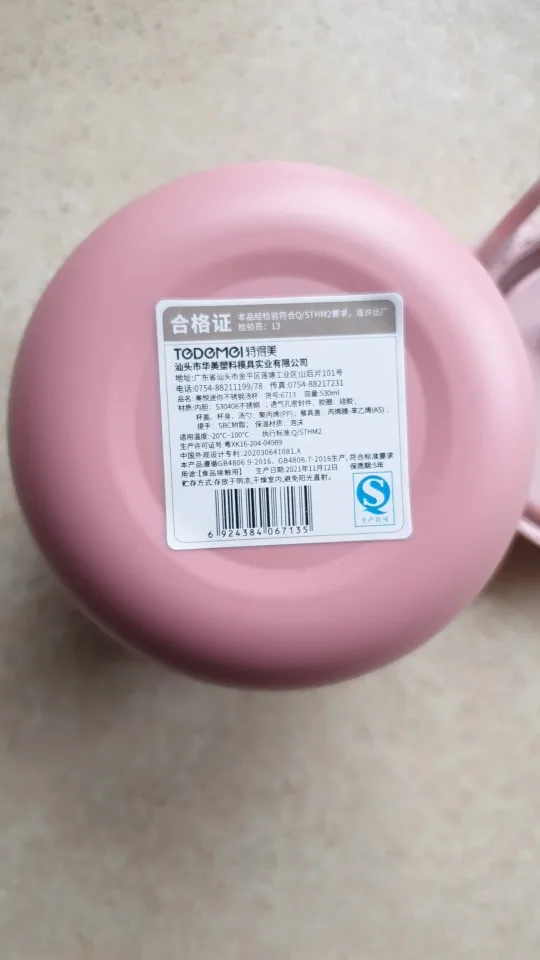 合格证
本品经检验符合Q/STHM2要求，准许出厂
检验员：13
TEDEMEI 特得美
汕头市华美塑料模具实业有限公司
地址:广东省汕头市金平区莲塘工业区山后片101号
电话:0754-88211199/78 传真:0754-88217231
品名：美悦迷你不锈钢汤杯 货号:6713 容量:530ml
材质:内胆：S30408不锈钢；透气孔密封件、胶圈：硅胶，
杯盖、杯身、汤勺：聚丙烯(PP)；餐具盖：丙烯腈-苯乙烯(AS)，
提手：SBC树脂； 保温材质：泡沫
适用温度:-20°C~100°C 执行标准:Q/STHM2
生产许可证号:粤XK16-204-04989
中国外观设计专利:202030641081.X
本产品遵循GB4806.9-2016、GB4806.7-2016生产,符合标准要求
用途:【食品接触用】 生产日期:2021年11月12日 保质期:5年
贮存方式:存放于阴凉,干燥室内,避免阳光直射。
生产许可
6 924384 067135